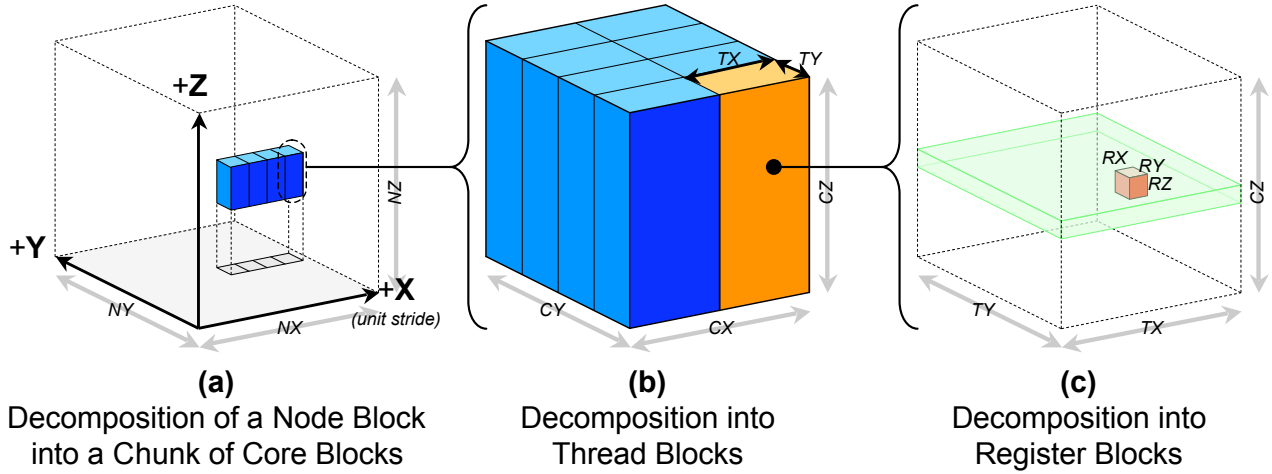 +Z
+Y
+X
(unit stride)
NY
NX
NZ
TX
TY
CZ
CY
CX
RX
RY
RZ
CZ
TY
TX
(a)
Decomposition of a Node Block
into a Chunk of Core Blocks
(b)
Decomposition into
Thread Blocks
(c)
Decomposition into
Register Blocks